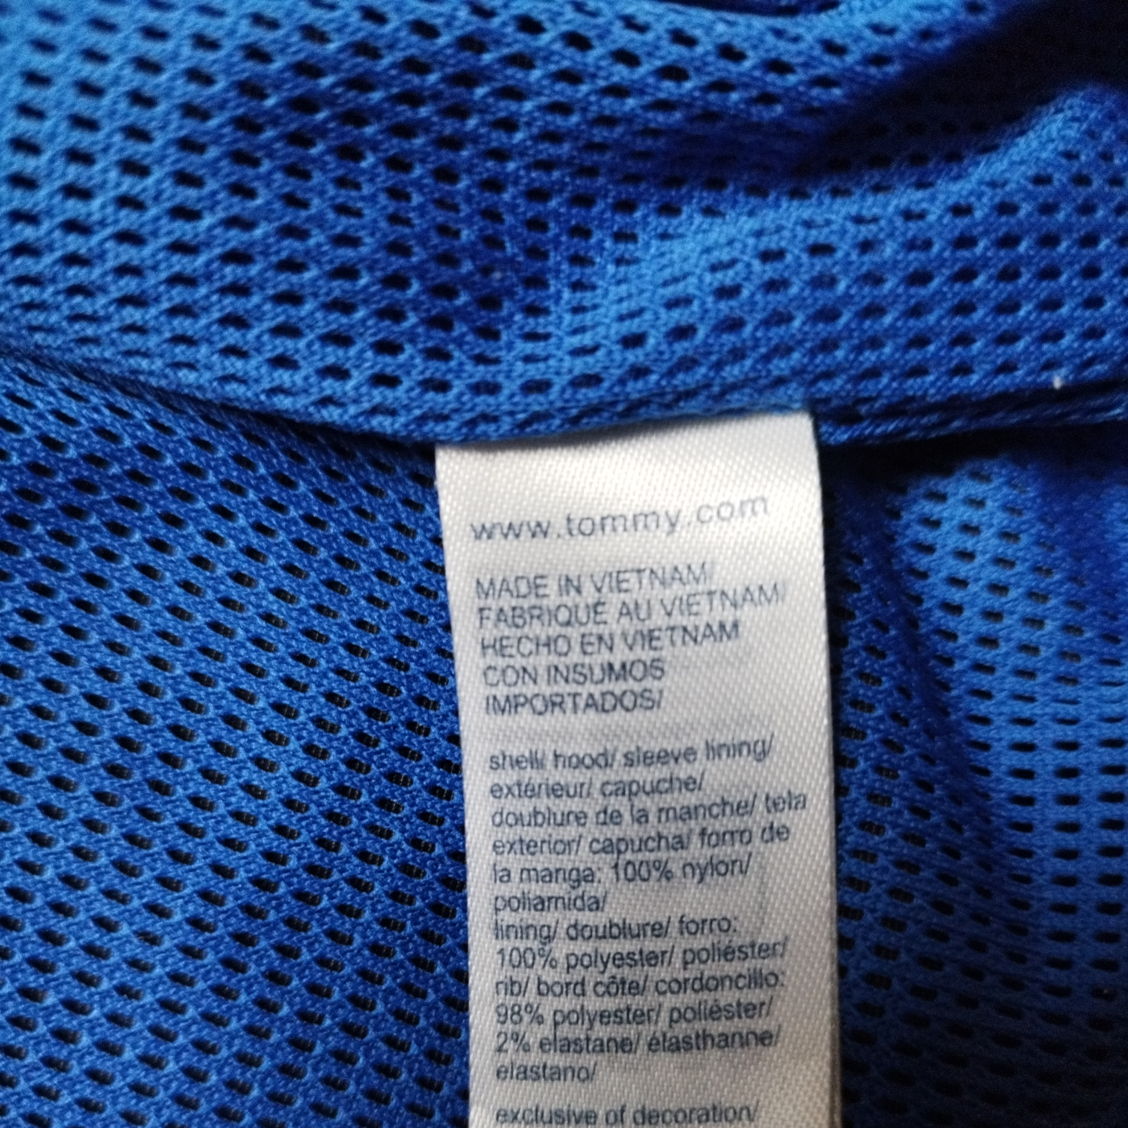 www.tommy.com
MADE IN VIETNAM/
FABRIQUÉ AU VIETNAM/
HECHO EN VIETNAM
CON INSUMOS
IMPORTADOS/
shell/ hood/ sleeve lining/
extérieur/ capuche/
doublure de la manche/ tela
exterior/ capucha/ forro de
la manga: 100% nylon/
poliamida/
lining/ doublure/ forro:
100% polyester/ poliéster/
rib/ bord côte/ cordoncillo:
98% polyester/ poliéster/
2% elastane/ élasthanne/
elastano/
exclusive of decoration/